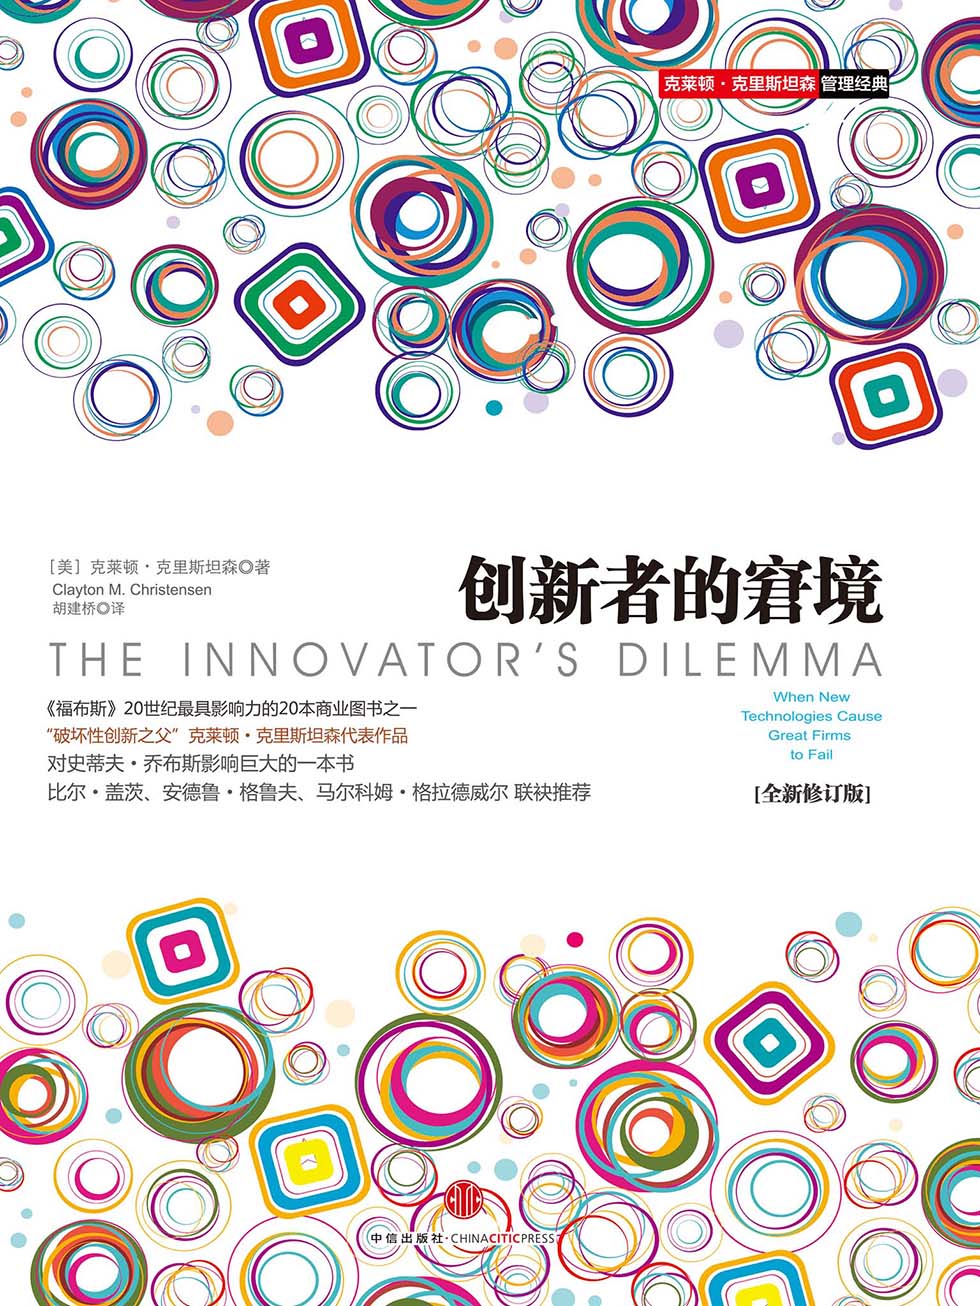 克莱顿·克里斯坦森 管理经典
[美] 克莱顿·克里斯坦森◎著
Clayton M. Christensen
胡建桥◎译
创新者的窘境
THE INNOVATOR'S DILEMMA
《福布斯》20世纪最具影响力的20本商业图书之一
“破坏性创新之父”克莱顿·克里斯坦森代表作品
对史蒂夫·乔布斯影响巨大的一本书
比尔·盖茨、安德鲁·格鲁夫、马尔科姆·格拉德威尔 联袂推荐
When New
Technologies Cause
Great Firms
to Fail
[全新修订版]
CITIC
中信出版社·CHINACITICPRESS